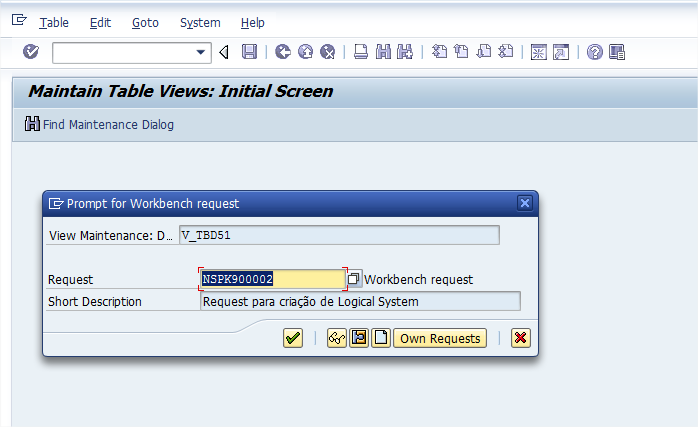 Table Edit Goto System Help
Maintain Table Views: Initial Screen
Find Maintenance Dialog
Prompt for Workbench request
View Maintenance: D... V_TBD51
Request NSPK900002 Workbench request
Short Description Request para criação de Logical System
Own Requests